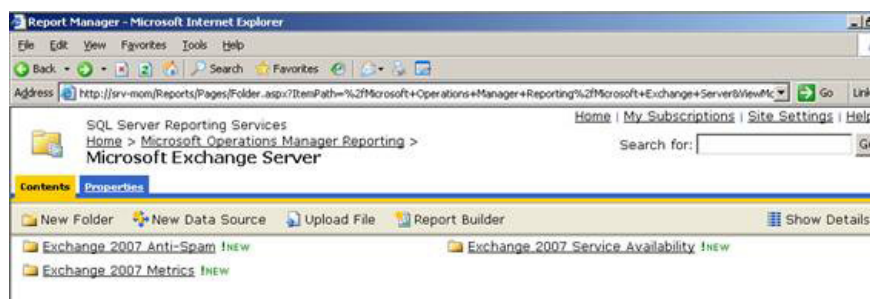 Report Manager - Microsoft Internet Explorer
File Edit View Favorites Tools Help
Back Search Favorites
Address http://srv-mom/Reports/Pages/Folder.aspx?ItemPath=%2fMicrosoft+Operations+Manager+Reporting%2fMicrosoft+Exchange+Server&ViewMc Go Link
SQL Server Reporting Services
Home | My Subscriptions | Site Settings | Help
Home > Microsoft Operations Manager Reporting >
Microsoft Exchange Server
Search for: Go
Contents Properties
New Folder New Data Source Upload File Report Builder Show Details
Exchange 2007 Anti-Spam !NEW Exchange 2007 Service Availability !NEW
Exchange 2007 Metrics !NEW